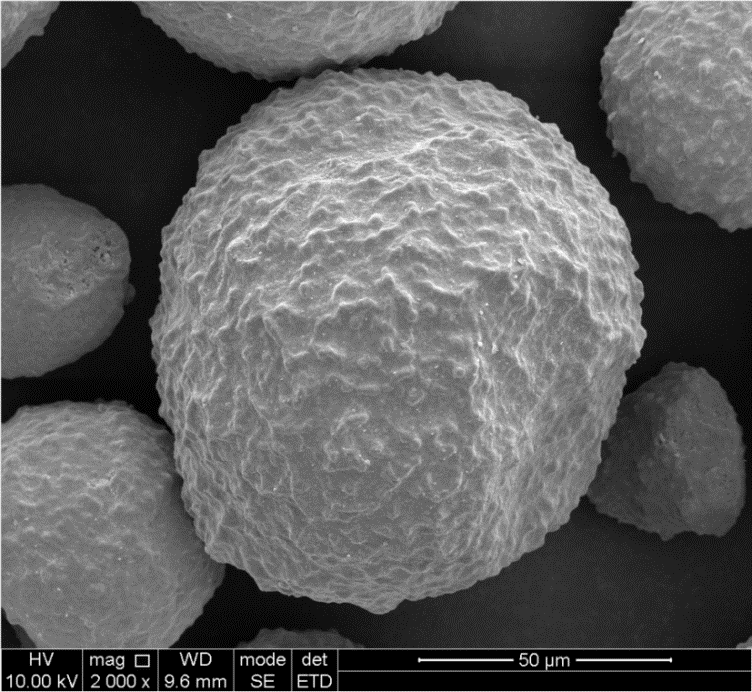 HV mag □ WD mode det
10.00 kV 2 000 x 9.6 mm SE ETD 50 µm